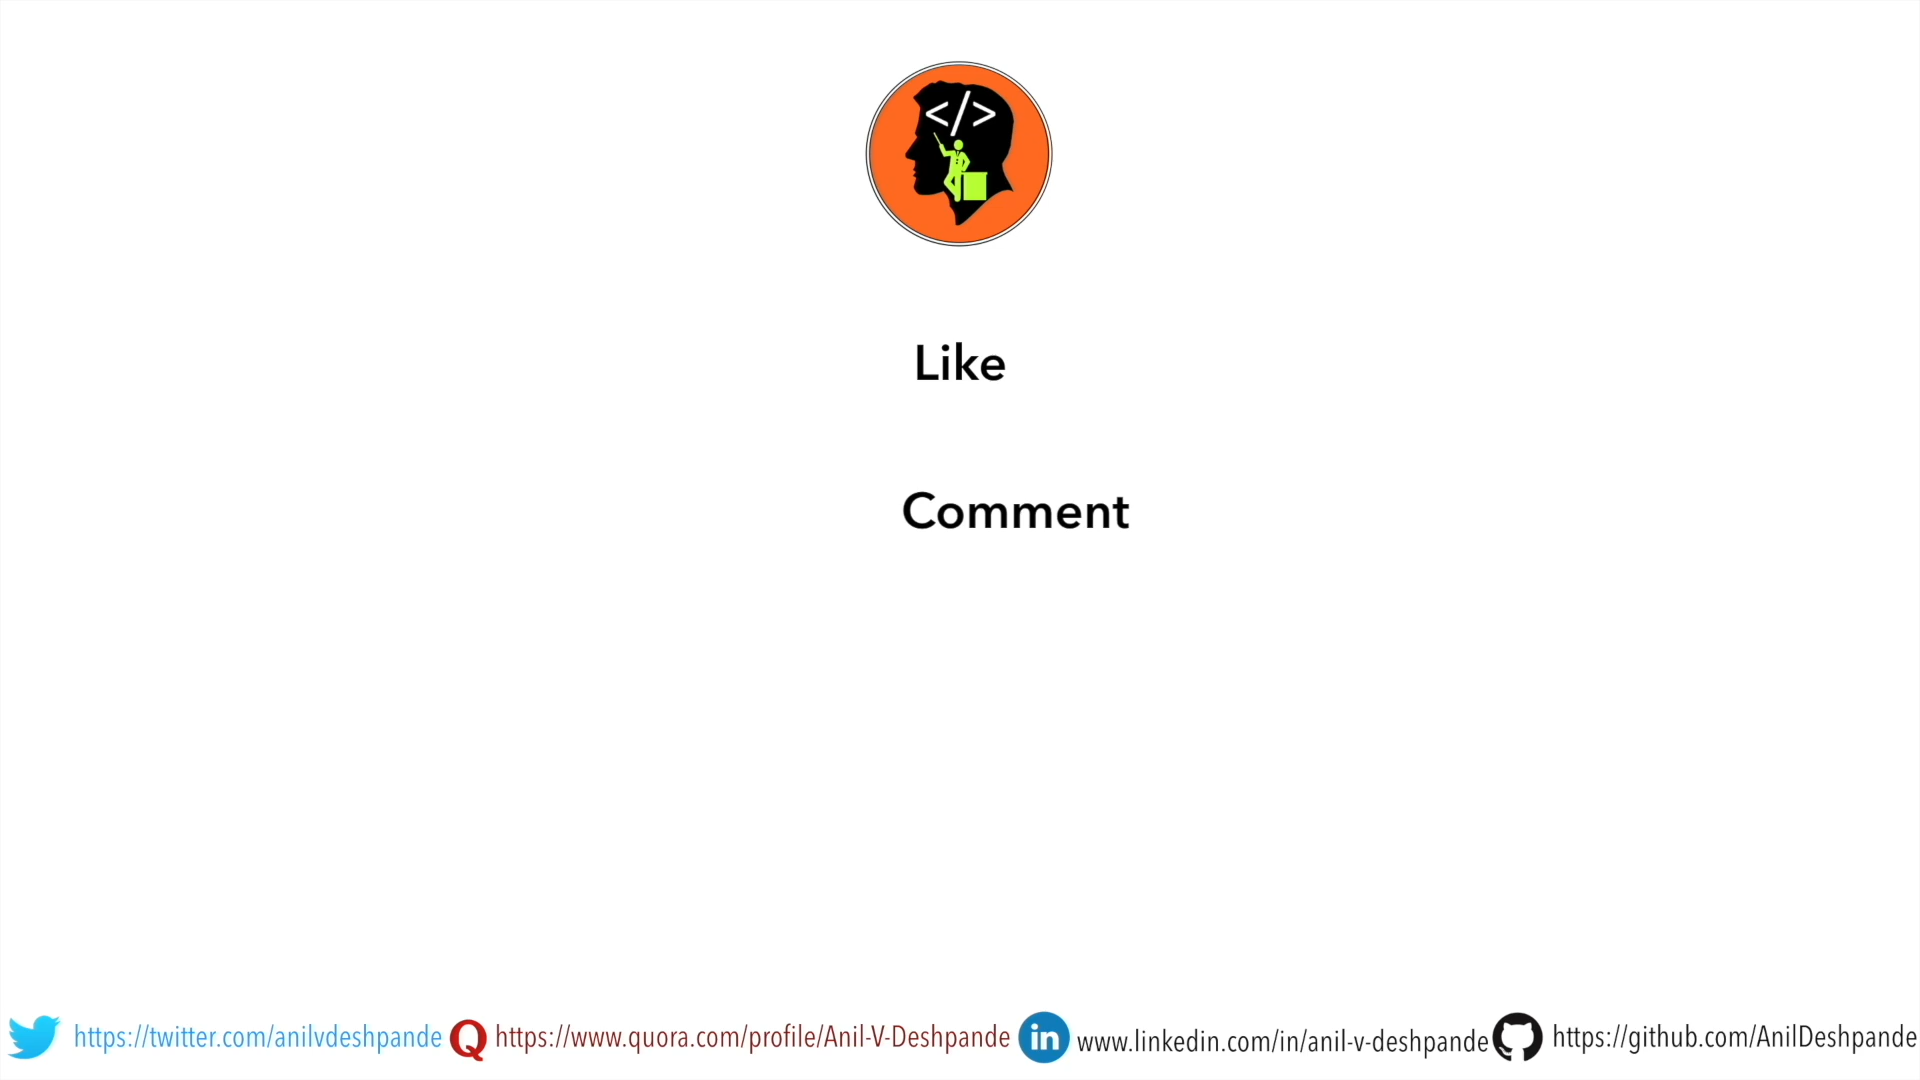 </>
Like
Comment
https://twitter.com/anilvdeshpande
Q https://www.quora.com/profile/Anil-V-Deshpande
in www.linkedin.com/in/anil-v-deshpande
https://github.com/AnilDeshpande